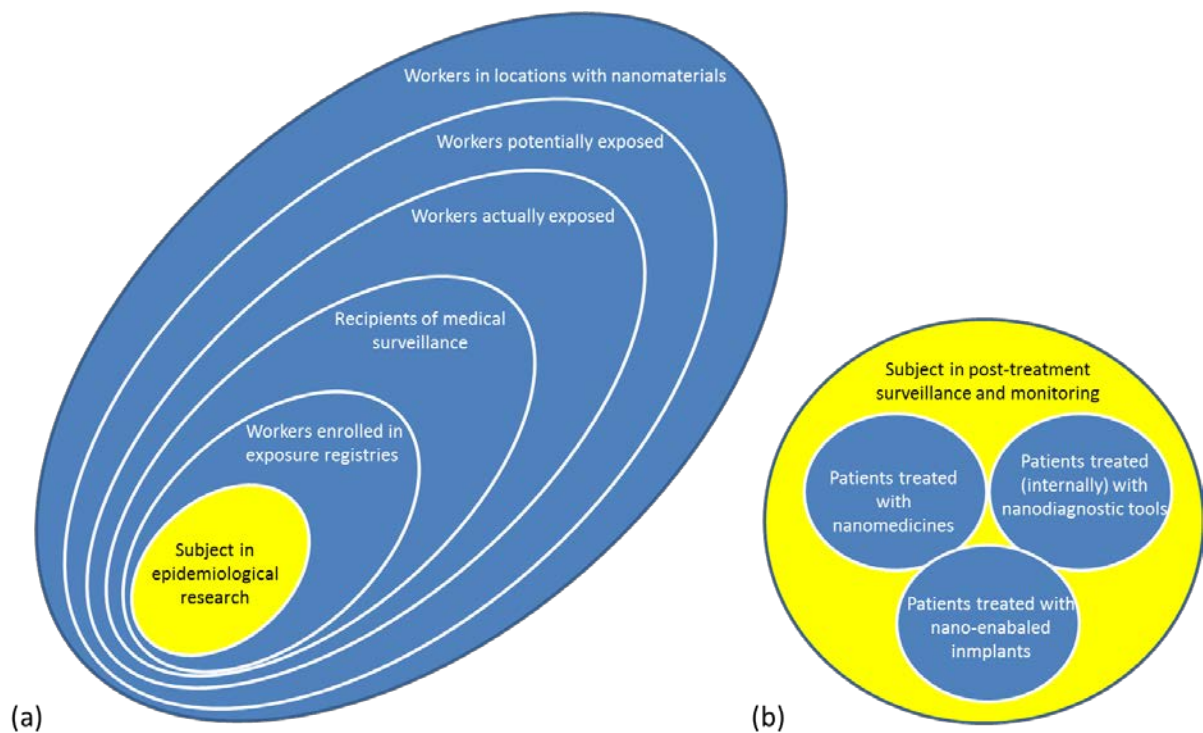 Workers in locations with nanomaterials
Workers potentially exposed
Workers actually exposed
Recipients of medical
surveillance
Workers enrolled in
exposure registries
Subject in
epidemiological
research
(a)
Subject in post-treatment
surveillance and monitoring
Patients treated
with
nanomedicines
Patients treated
(internally) with
nanodiagnostic tools
Patients treated with
nano-enabaled
inmplants
(b)